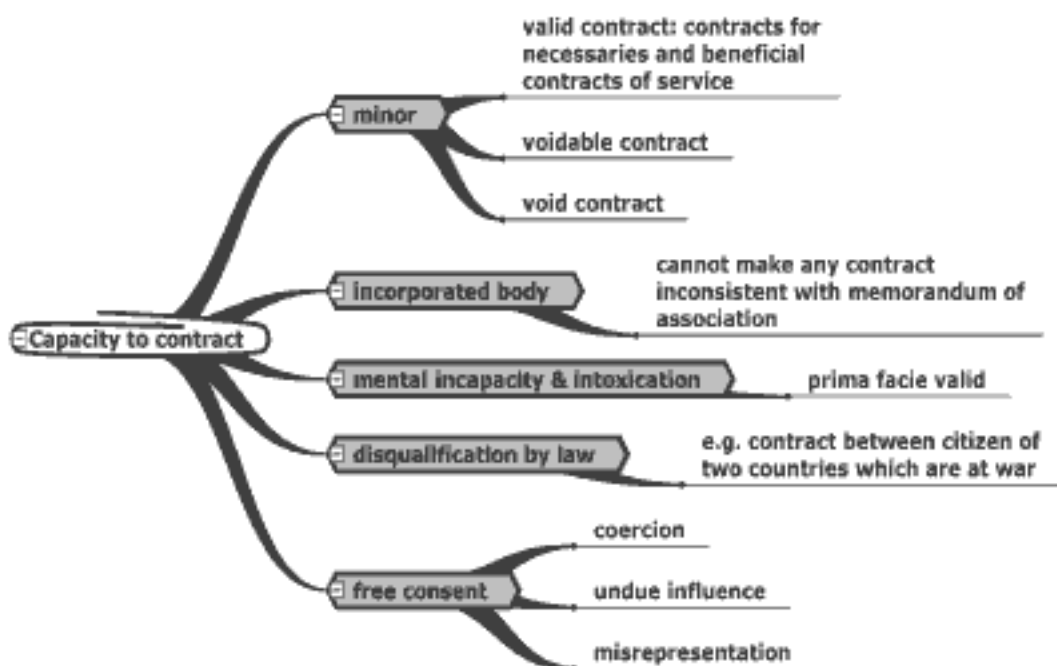 valid contract: contracts for
necessaries and beneficial
contracts of service
minor
voidable contract
void contract
cannot make any contract
incorporated body
inconsistent with memorandum of
association
Capacity to contract
mental incapacity & intoxication
prima facie valid
e.g. contract between citizen of
disqualification by law
two countries which are at war
coercion
free consent
undue influence
misrepresentation